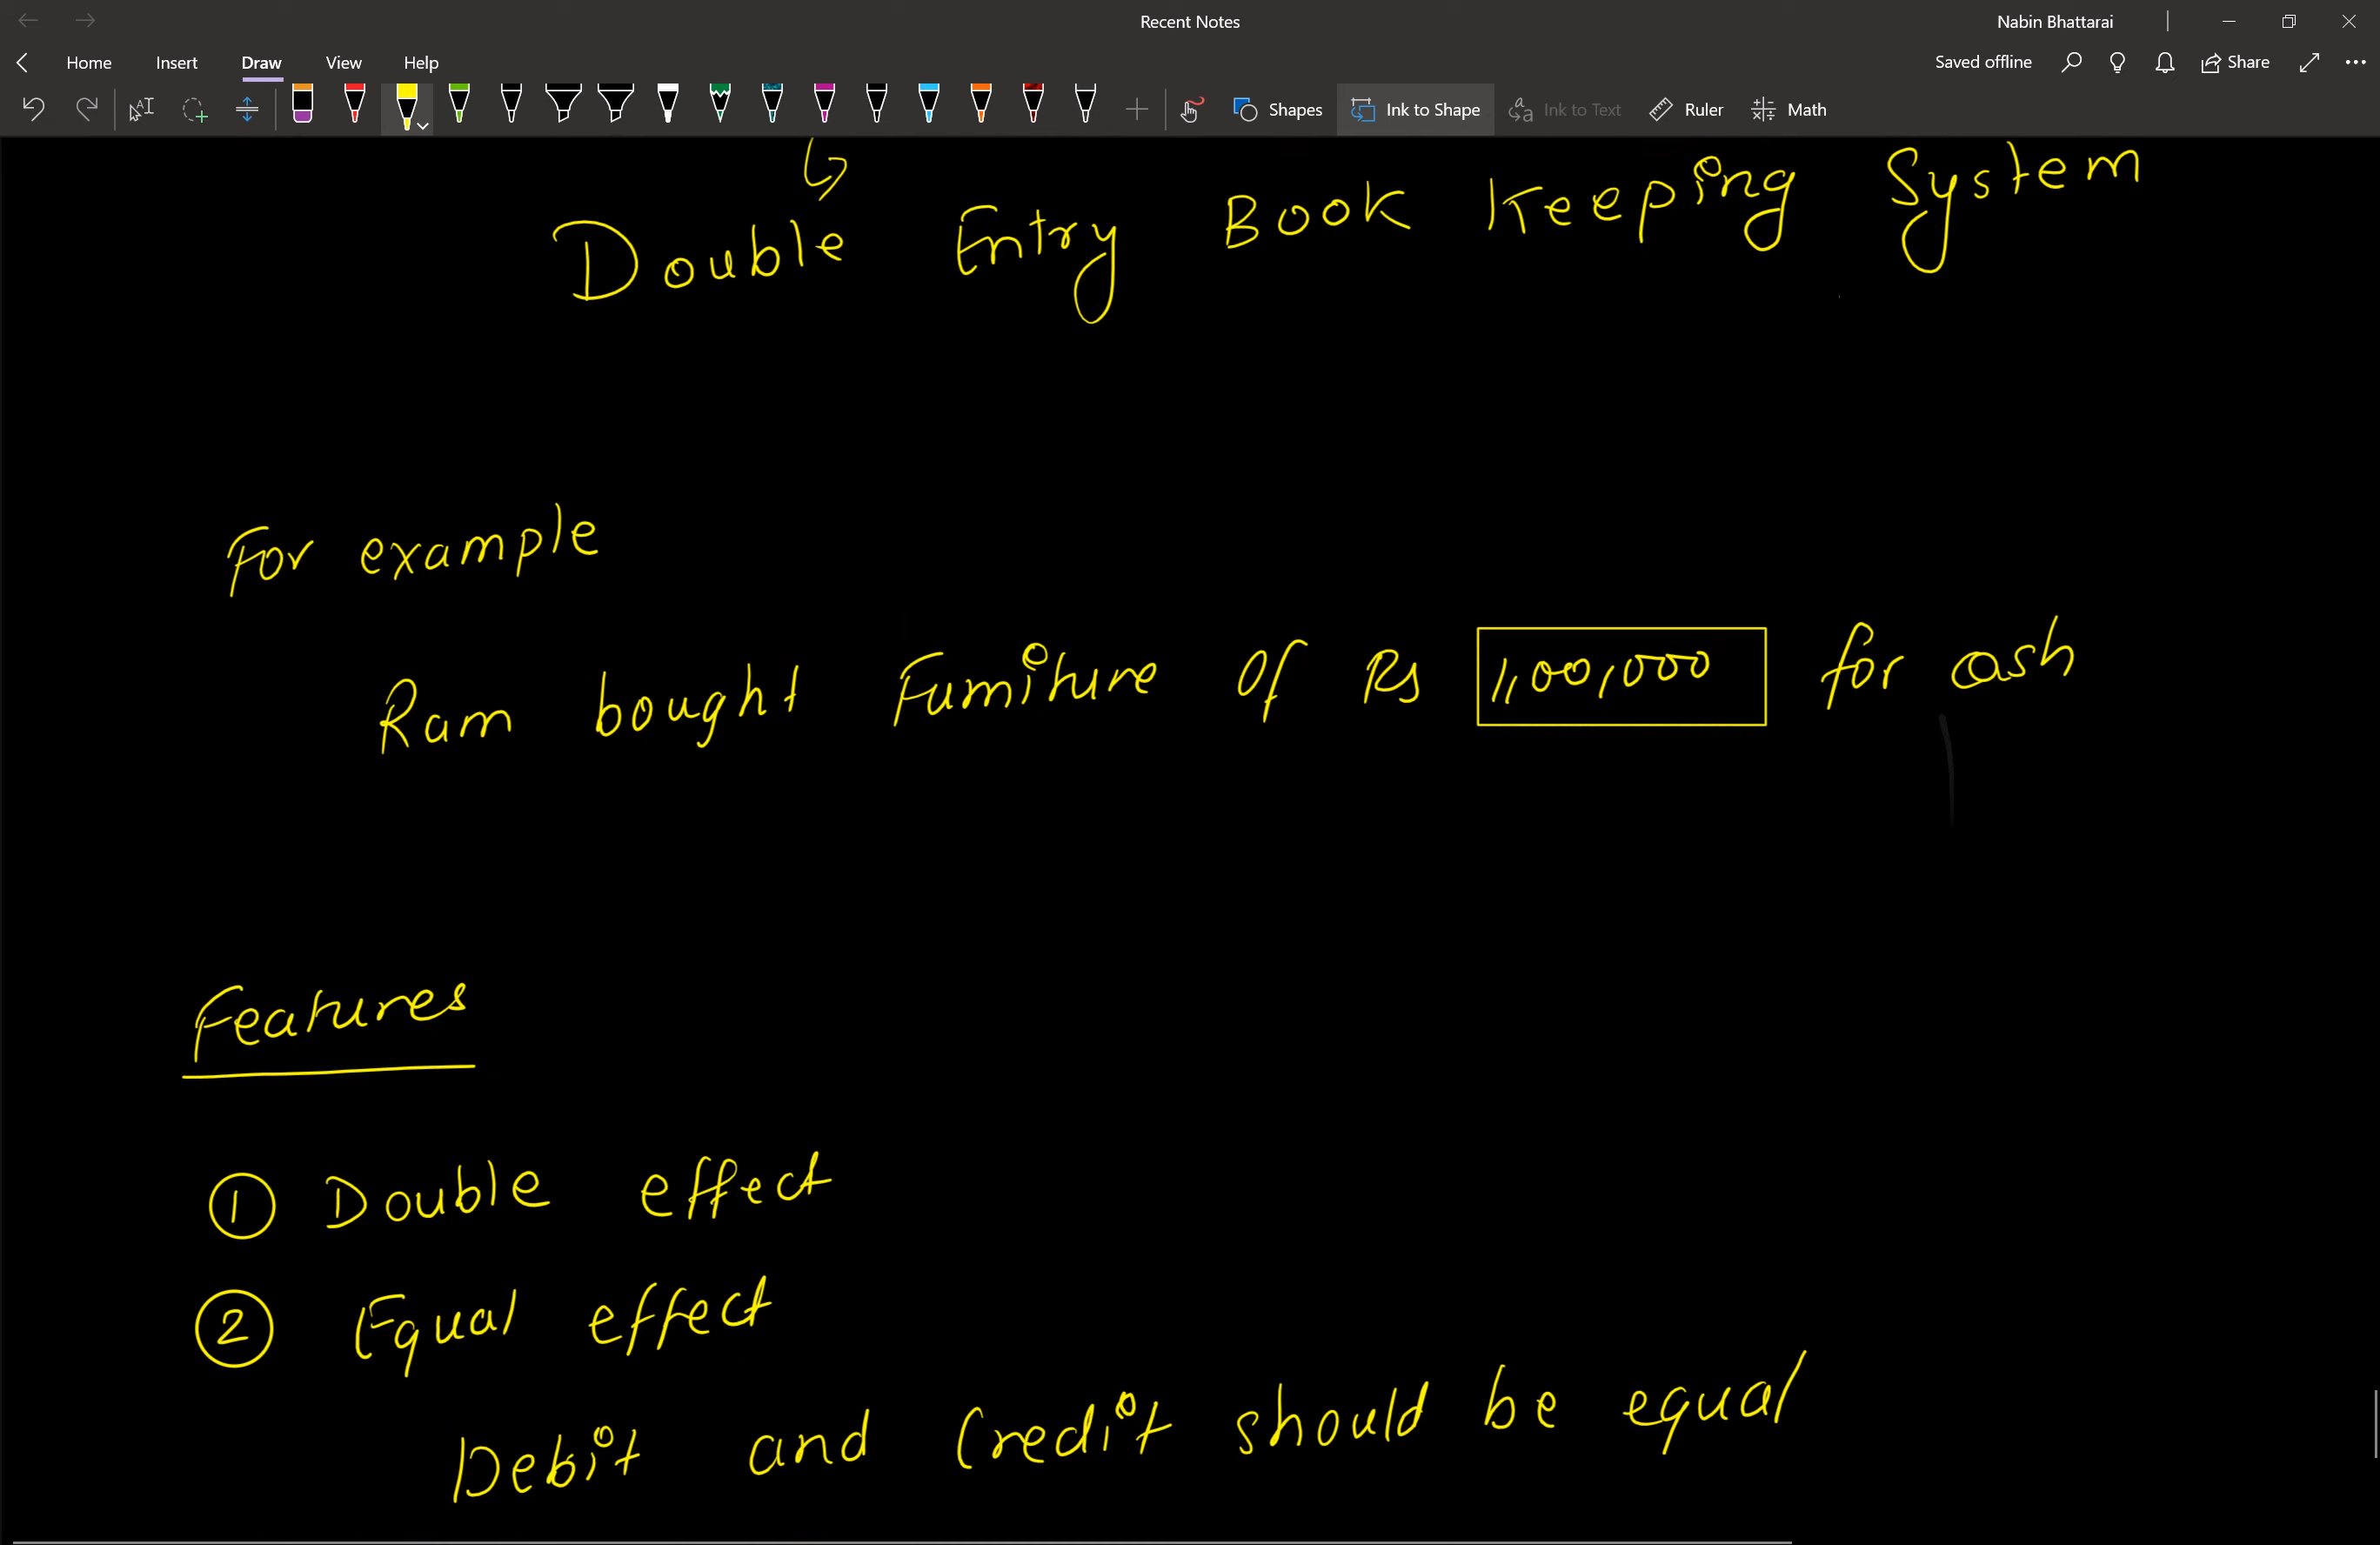 Recent Notes
Nabin Bhattarai
Home Insert Draw View Help
Saved offline
Share
Shapes Ink to Shape Ink to Text Ruler Math
Double Entry Book Keeping System
For example
Ram bought Furniture of Rs 1,00,000 for cash
Features
① Double effect
② Equal effect
Debit and Credit should be equal